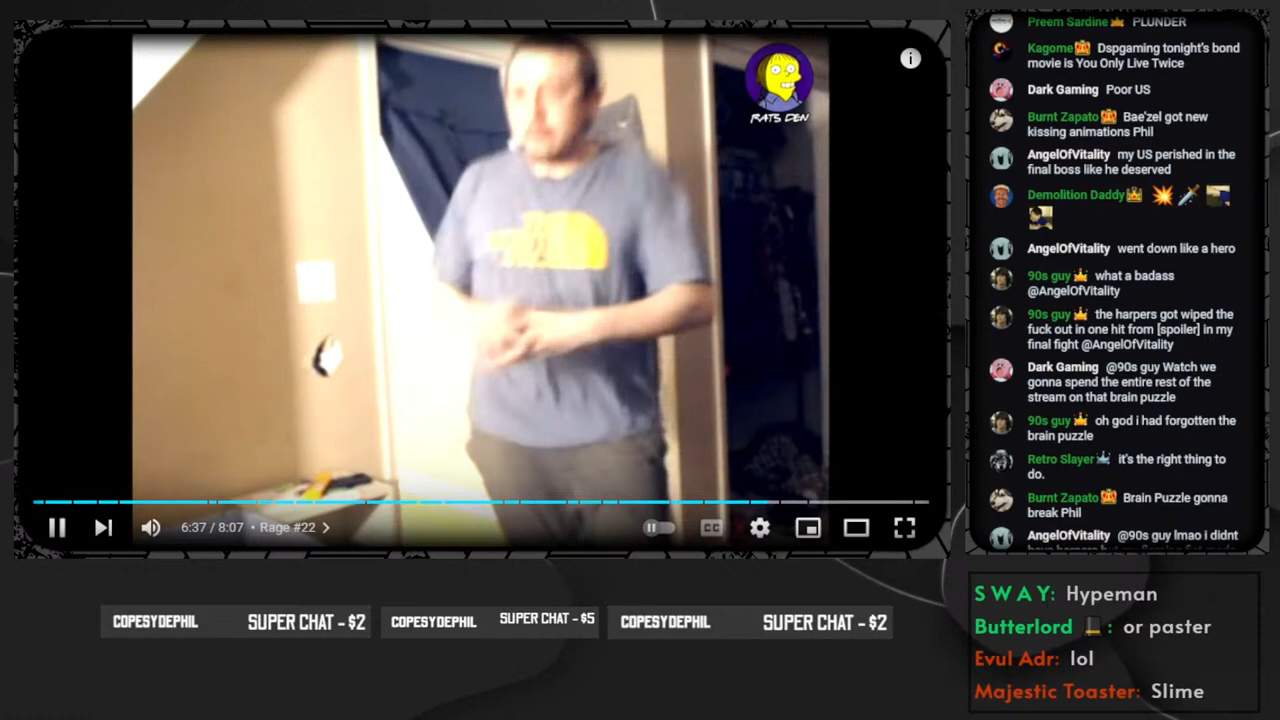 RATS DEN
i
6:37 / 8:07 • Rage #22 >
CC
Preem Sardine PLUNDER
Kagome Dspgaming tonight's bond
movie is You Only Live Twice
Dark Gaming Poor US
Burnt Zapato Bae'zel got new
kissing animations Phil
AngelOfVitality my US perished in the
final boss like he deserved
Demolition Daddy
AngelOfVitality went down like a hero
90s guy what a badass
@AngelOfVitality
90s guy the harpers got wiped the
fuck out in one hit from [spoiler] in my
final fight @AngelOfVitality
Dark Gaming @90s guy Watch we
gonna spend the entire rest of the
stream on that brain puzzle
90s guy oh god i had forgotten the
brain puzzle
Retro Slayer it's the right thing to
do.
Burnt Zapato Brain Puzzle gonna
break Phil
AngelOfVitality @90s guy lmao i didnt
COPESYDEPHIL SUPER CHAT - $2
COPESYDEPHIL SUPER CHAT - $5
COPESYDEPHIL SUPER CHAT - $2
S W A Y: Hypeman
Butterlord : or paster
Evul Adr: lol
Majestic Toaster: Slime